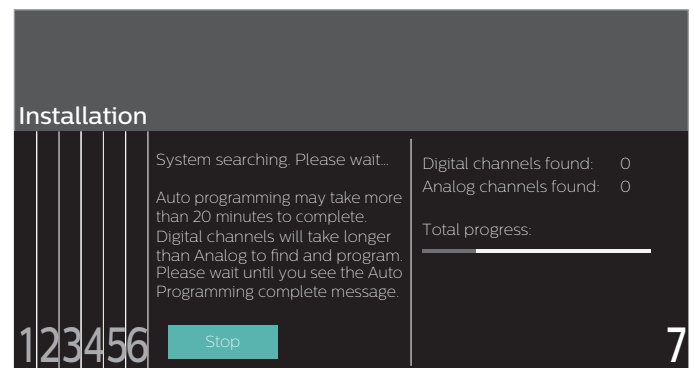 Installation
System searching. Please wait...
Auto programming may take more
than 20 minutes to complete.
Digital channels will take longer
than Analog to find and program.
Please wait until you see the Auto
Programming complete message.
Stop
Digital channels found: 0
Analog channels found: 0
Total progress:
123456
7